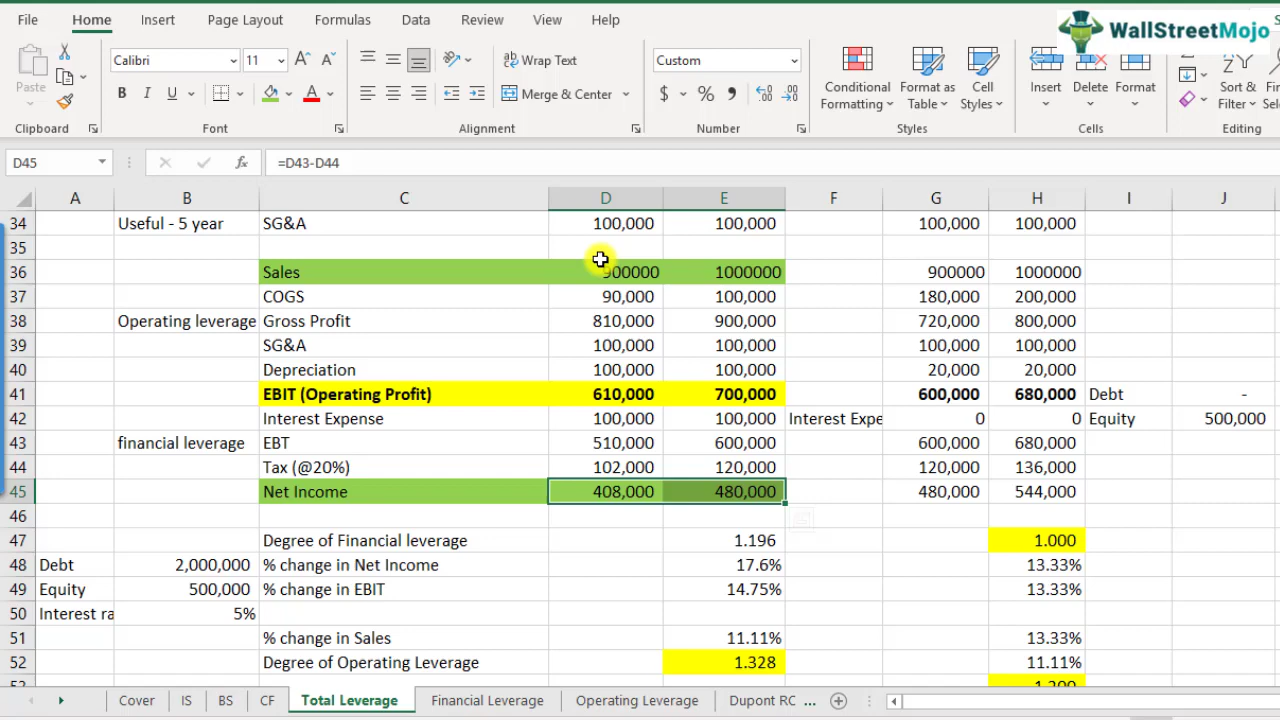 File Home Insert Page Layout Formulas Data Review View Help
WallStreetMojo
Calibri 11 Wrap Text Custom
Paste B I U Merge & Center $ % Conditional Formatting Format as Table Cell Styles Insert Delete Format Sort & Filter
Clipboard Font Alignment Number Styles Cells Editing
D45 fx =D43-D44
A B C D E F G H I J
34 Useful - 5 year SG&A 100,000 100,000 100,000 100,000
35
36 Sales 900000 1000000 900000 1000000
37 COGS 90,000 100,000 180,000 200,000
38 Operating leverage Gross Profit 810,000 900,000 720,000 800,000
39 SG&A 100,000 100,000 100,000 100,000
40 Depreciation 100,000 100,000 20,000 20,000
41 EBIT (Operating Profit) 610,000 700,000 600,000 680,000 Debt -
42 Interest Expense 100,000 100,000 Interest Expe 0 0 Equity 500,000
43 financial leverage EBT 510,000 600,000 600,000 680,000
44 Tax (@20%) 102,000 120,000 120,000 136,000
45 Net Income 408,000 480,000 480,000 544,000
46
47 Degree of Financial leverage 1.196 1.000
48 Debt 2,000,000 % change in Net Income 17.6% 13.33%
49 Equity 500,000 % change in EBIT 14.75% 13.33%
50 Interest ra 5%
51 % change in Sales 11.11% 13.33%
52 Degree of Operating Leverage 1.328 11.11%
Cover IS BS CF Total Leverage Financial Leverage Operating Leverage Dupont RC ...